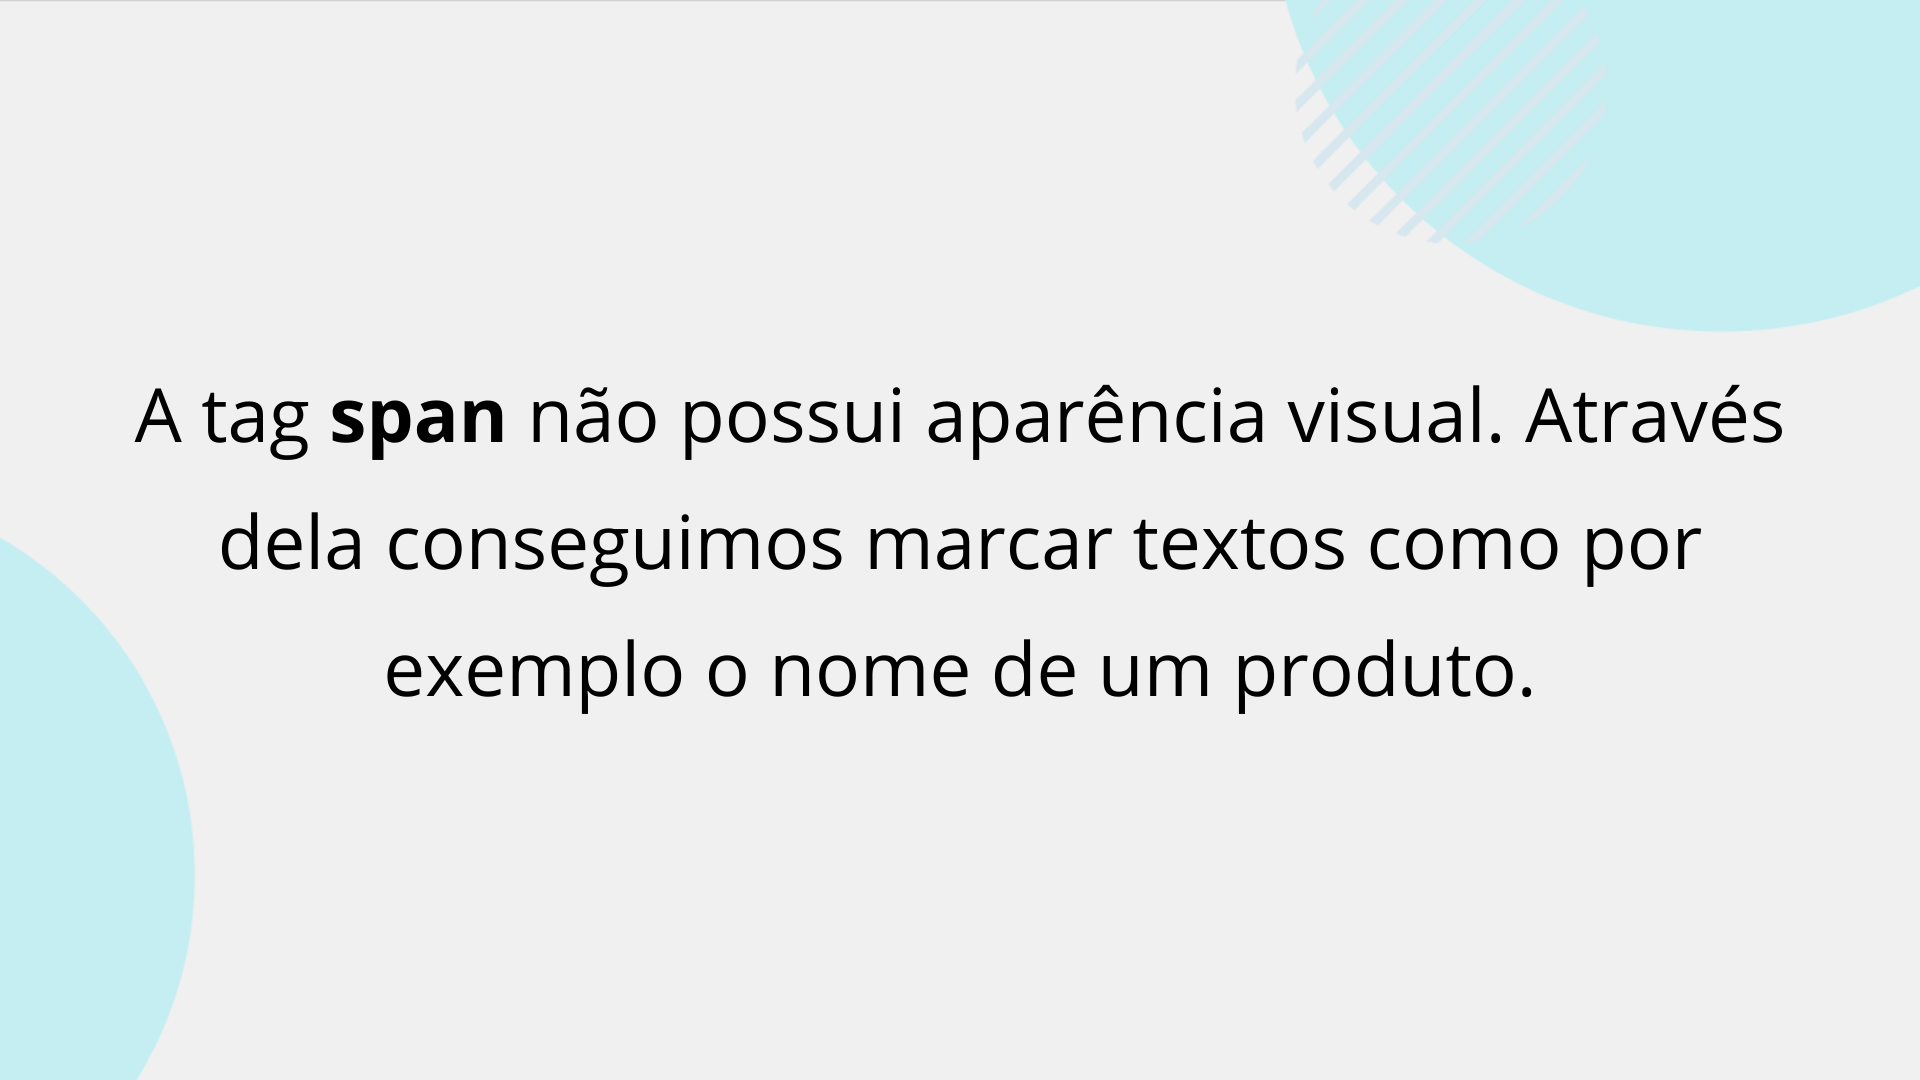 A tag span não possui aparência visual. Através
dela conseguimos marcar textos como por
exemplo o nome de um produto.